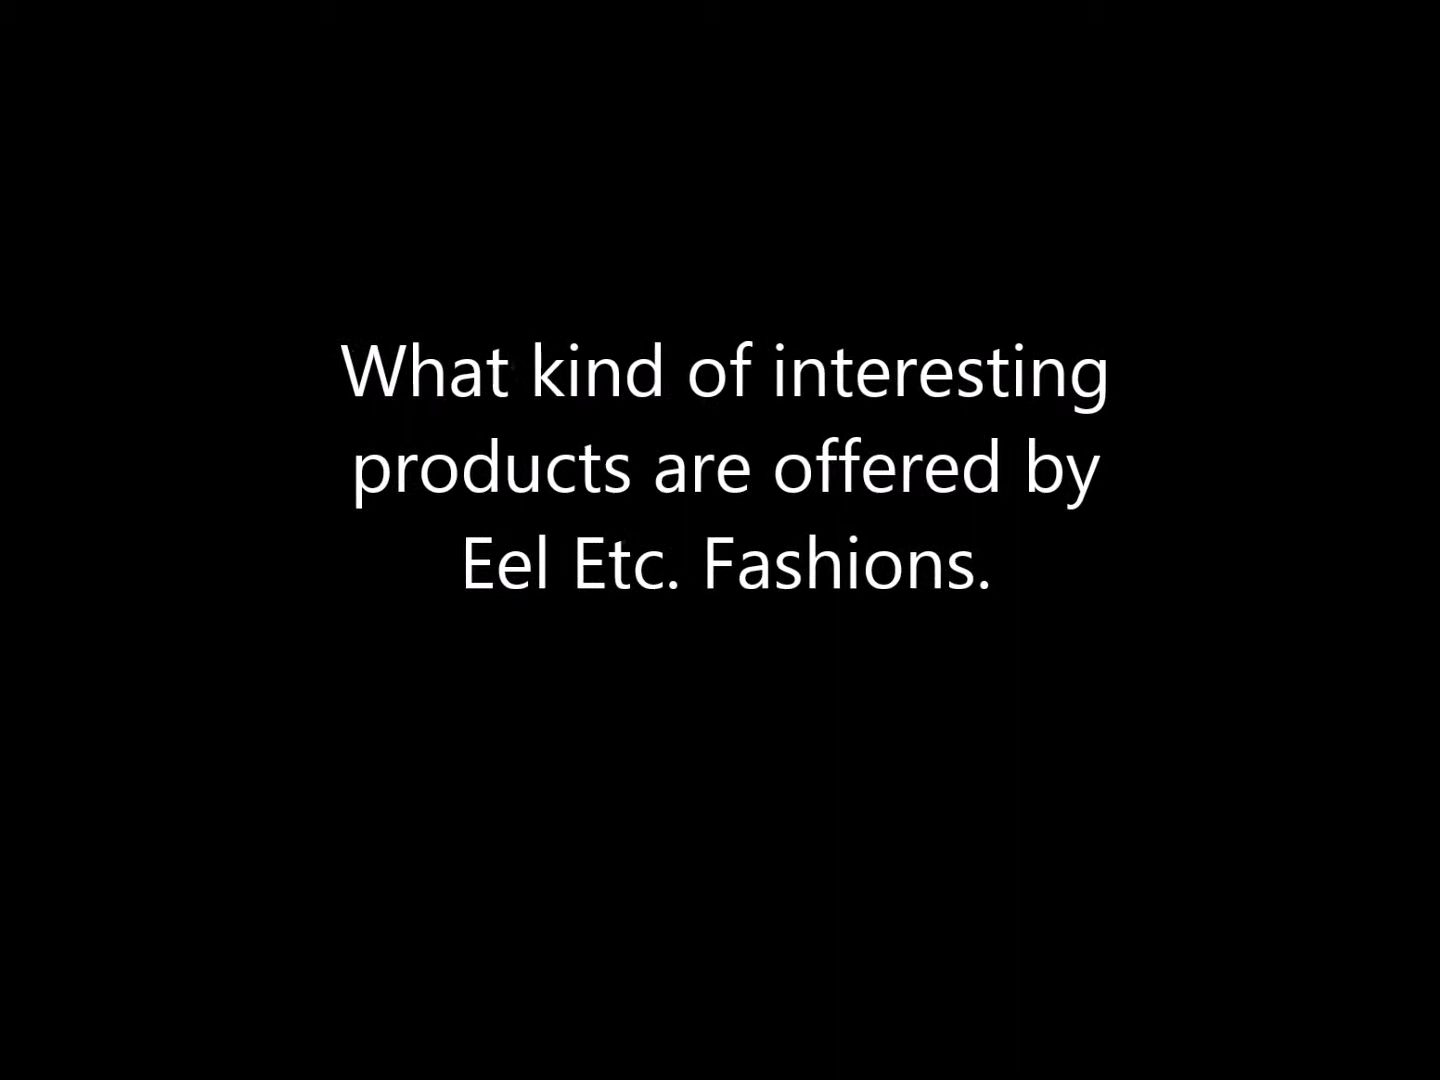 What kind of interesting
products are offered by
Eel Etc. Fashions.